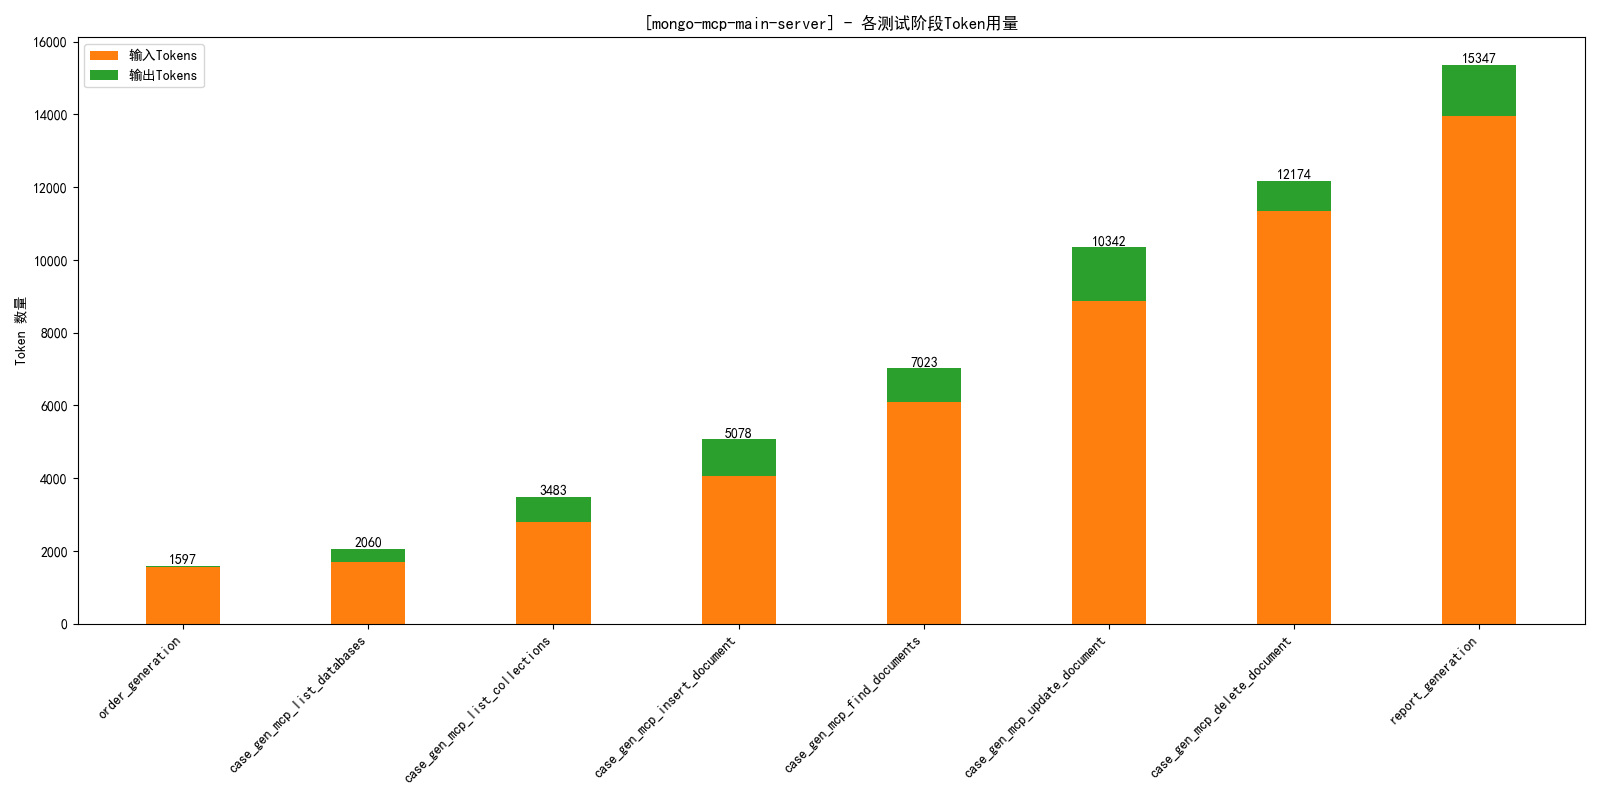 [mongo-mcp-main-server] - 各测试阶段Token用量
输入Tokens
输出Tokens
Token 数量
16000
14000
12000
10000
8000
6000
4000
2000
0
1597
2060
3483
5078
7023
10342
12174
15347
order_generation
case_gen_mcp_list_databases
case_gen_mcp_list_collections
case_gen_mcp_insert_document
case_gen_mcp_find_documents
case_gen_mcp_update_document
case_gen_mcp_delete_document
report_generation